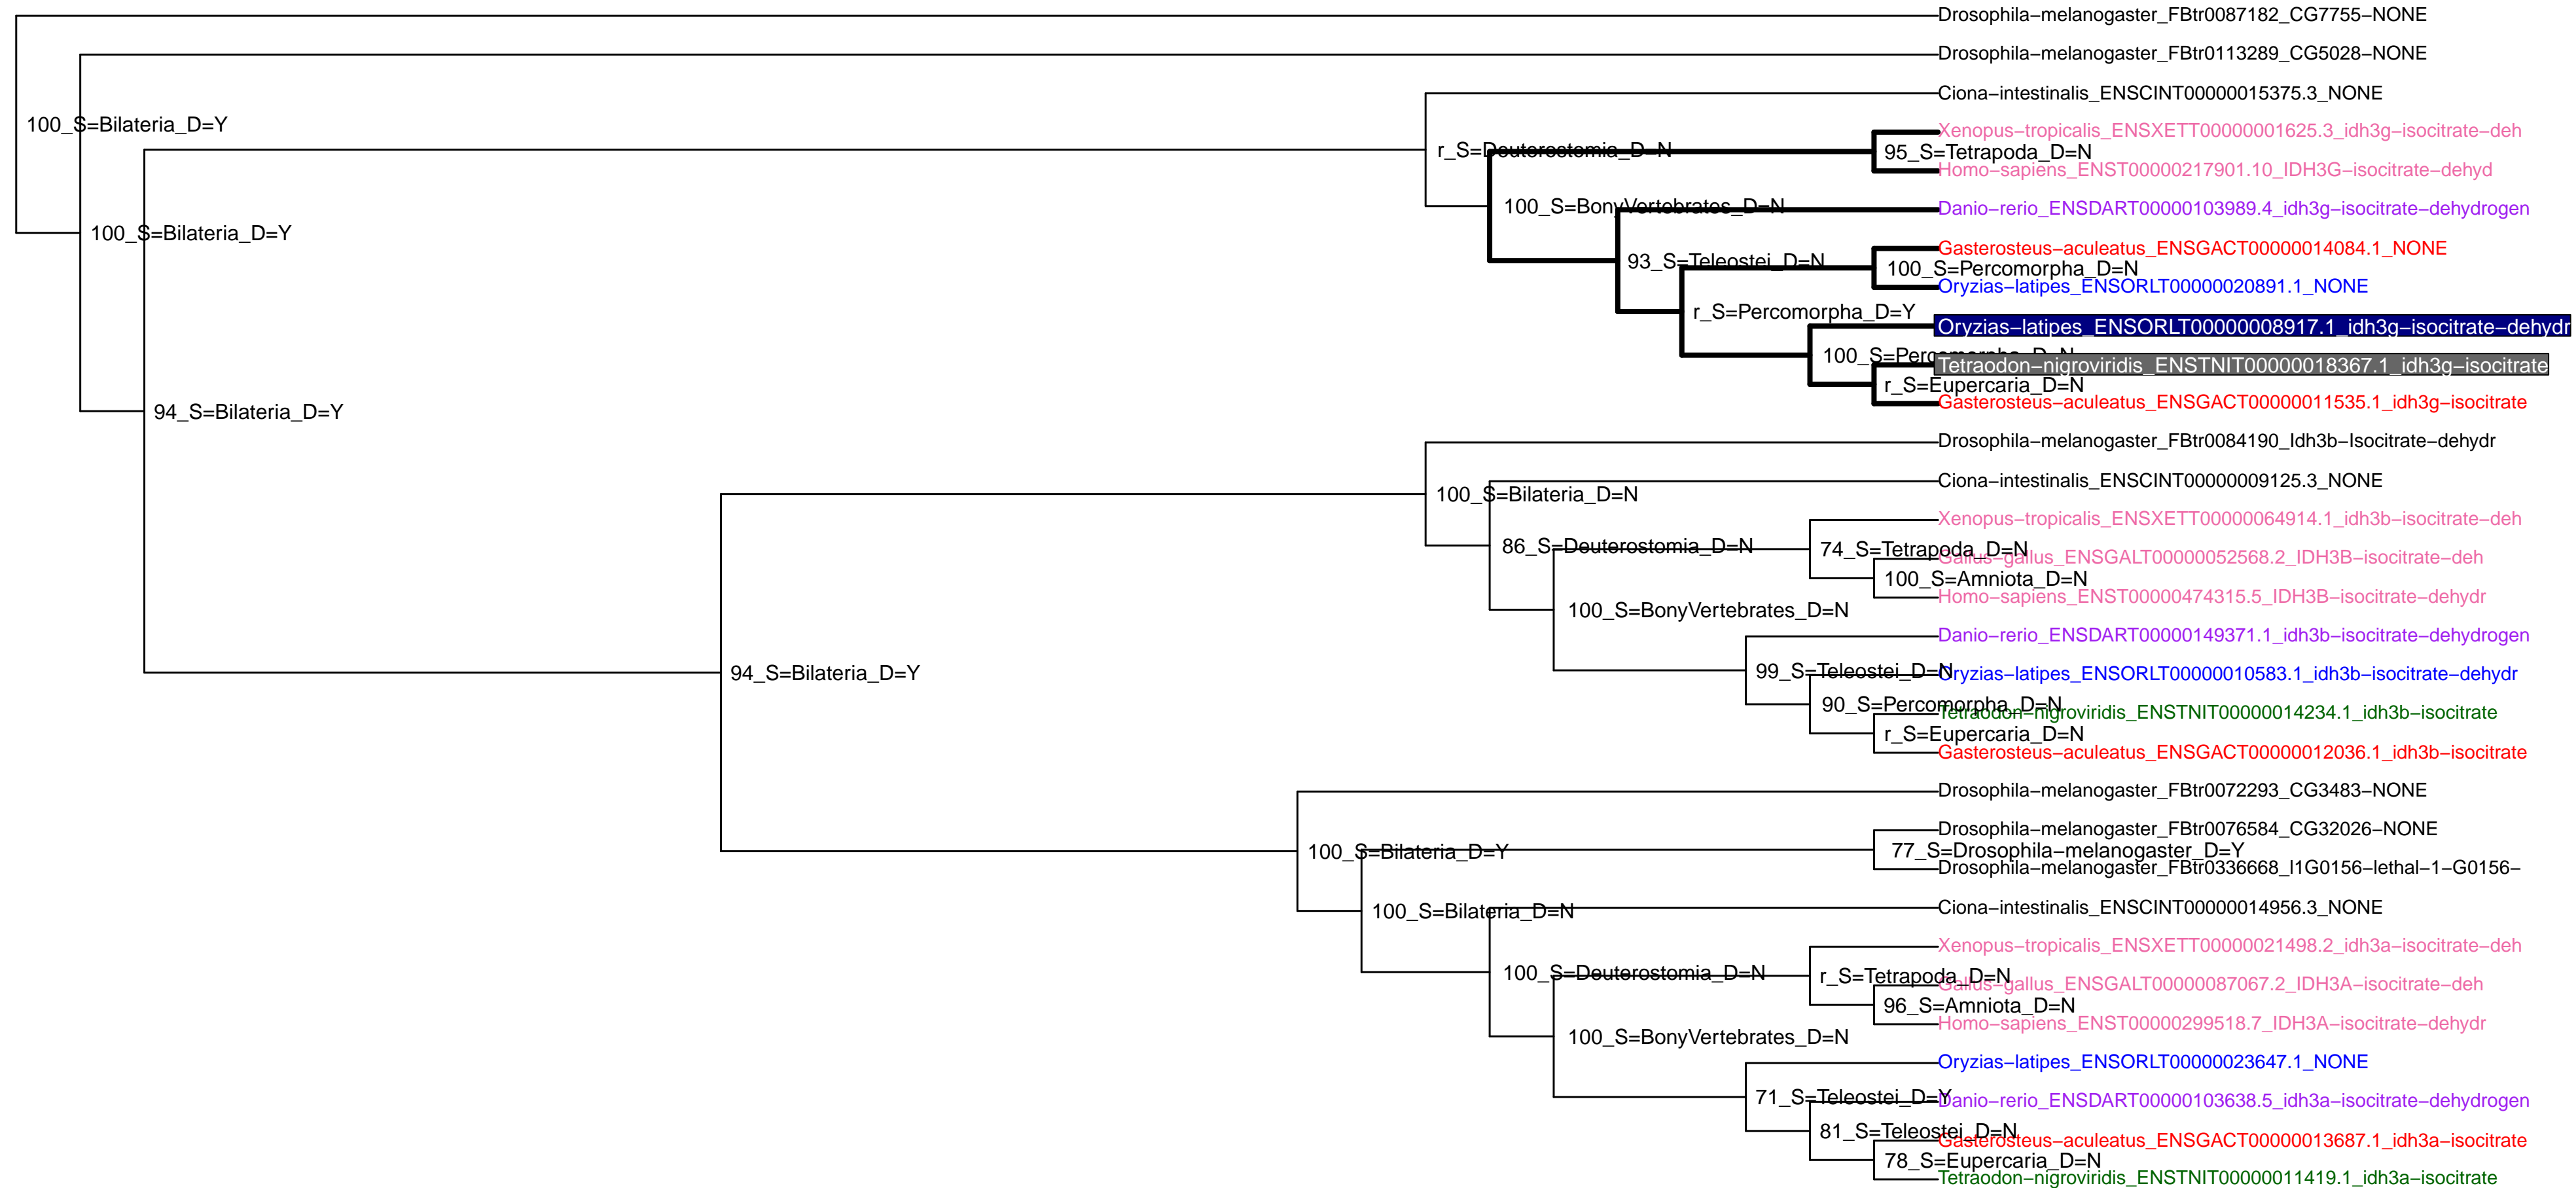 Drosophila−melanogaster_FBtr0087182_CG7755−NONE
Drosophila−melanogaster_FBtr0113289_CG5028−NONE
Ciona−intestinalis_ENSCINT00000015375.3_NONE
100_S=Bilateria_D=Y
Xenopus−tropicalis_ENSXETT00000001625.3_idh3g−isocitrate−deh
r_S=Deuterostomia_D=N
95_S=Tetrapoda_D=N
Homo−sapiens_ENST00000217901.10_IDH3G−isocitrate−dehyd
100_S=BonyVertebrates_D=N
Danio−rerio_ENSDART00000103989.4_idh3g−isocitrate−dehydrogen
100_S=Bilateria_D=Y
Gasterosteus−aculeatus_ENSGACT00000014084.1_NONE
93_S=Teleostei_D=N
100_S=Percomorpha_D=N
Oryzias−latipes_ENSORLT00000020891.1_NONE
r_S=Percomorpha_D=Y
Oryzias−latipes_ENSORLT00000008917.1_idh3g−isocitrate−dehydr
100_S=Percomorpha_D=N
Tetraodon−nigroviridis_ENSTNIT00000018367.1_idh3g−isocitrate
r_S=Eupercaria_D=N
Gasterosteus−aculeatus_ENSGACT00000011535.1_idh3g−isocitrate
94_S=Bilateria_D=Y
Drosophila−melanogaster_FBtr0084190_Idh3b−Isocitrate−dehydr
Ciona−intestinalis_ENSCINT00000009125.3_NONE
100_S=Bilateria_D=N
Xenopus−tropicalis_ENSXETT00000064914.1_idh3b−isocitrate−deh
86_S=Deuterostomia_D=N
74_S=Tetrapoda_D=N
Gallus−gallus_ENSGALT00000052568.2_IDH3B−isocitrate−deh
100_S=Amniota_D=N
Homo−sapiens_ENST00000474315.5_IDH3B−isocitrate−dehydr
100_S=BonyVertebrates_D=N
Danio−rerio_ENSDART00000149371.1_idh3b−isocitrate−dehydrogen
94_S=Bilateria_D=Y
99_S=Teleostei_D=N
Oryzias−latipes_ENSORLT00000010583.1_idh3b−isocitrate−dehydr
90_S=Percomorpha_D=N
Tetraodon−nigroviridis_ENSTNIT00000014234.1_idh3b−isocitrate
r_S=Eupercaria_D=N
Gasterosteus−aculeatus_ENSGACT00000012036.1_idh3b−isocitrate
Drosophila−melanogaster_FBtr0072293_CG3483−NONE
Drosophila−melanogaster_FBtr0076584_CG32026−NONE
100_S=Bilateria_D=Y
77_S=Drosophila−melanogaster_D=Y
Drosophila−melanogaster_FBtr0336668_l1G0156−lethal−1−G0156−
Ciona−intestinalis_ENSCINT00000014956.3_NONE
100_S=Bilateria_D=N
Xenopus−tropicalis_ENSXETT00000021498.2_idh3a−isocitrate−deh
100_S=Deuterostomia_D=N
r_S=Tetrapoda_D=N
Gallus−gallus_ENSGALT00000087067.2_IDH3A−isocitrate−deh
96_S=Amniota_D=N
Homo−sapiens_ENST00000299518.7_IDH3A−isocitrate−dehydr
100_S=BonyVertebrates_D=N
Oryzias−latipes_ENSORLT00000023647.1_NONE
71_S=Teleostei_D=Y
Danio−rerio_ENSDART00000103638.5_idh3a−isocitrate−dehydrogen
81_S=Teleostei_D=N
Gasterosteus−aculeatus_ENSGACT00000013687.1_idh3a−isocitrate
78_S=Eupercaria_D=N
Tetraodon−nigroviridis_ENSTNIT00000011419.1_idh3a−isocitrate